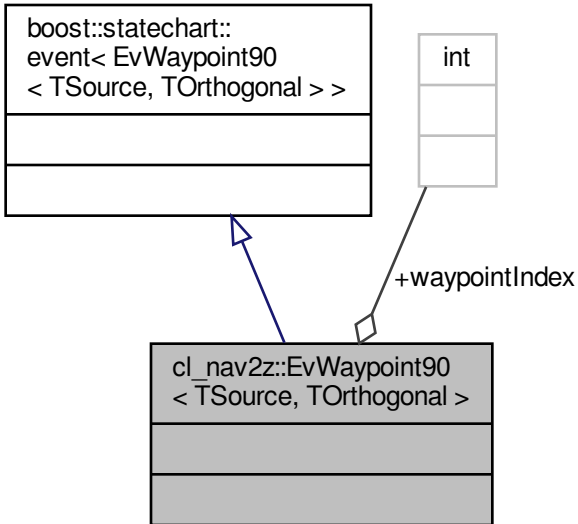 boost::statechart::
event< EvWaypoint90
< TSource, TOrthogonal > >
int
+waypointIndex
cl_nav2z::EvWaypoint90
< TSource, TOrthogonal >